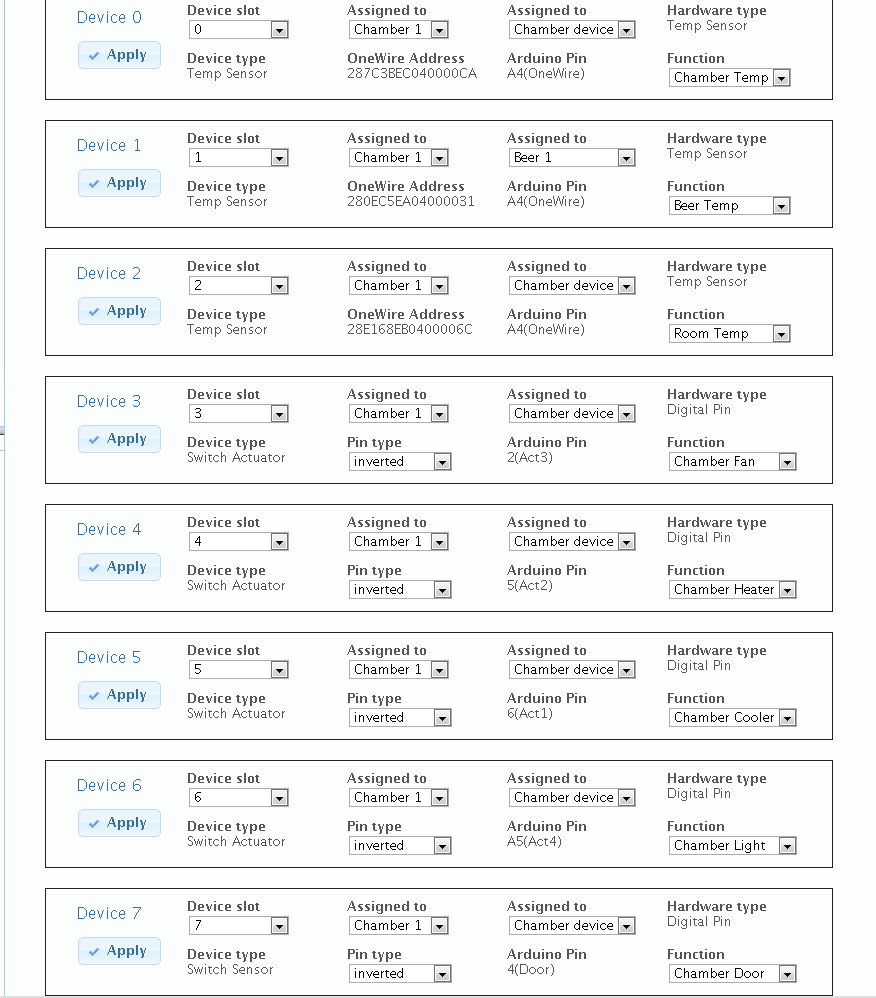 Device 0
Device slot Assigned to Assigned to Hardware type
0 Chamber 1 Chamber device Temp Sensor
Apply
Device type OneWire Address Arduino Pin Function
Temp Sensor 287C3BEC040000CA A4(OneWire) Chamber Temp
Device 1
Device slot Assigned to Assigned to Hardware type
1 Chamber 1 Beer 1 Temp Sensor
Apply
Device type OneWire Address Arduino Pin Function
Temp Sensor 280EC5EA04000031 A4(OneWire) Beer Temp
Device 2
Device slot Assigned to Assigned to Hardware type
2 Chamber 1 Chamber device Temp Sensor
Apply
Device type OneWire Address Arduino Pin Function
Temp Sensor 28E168EB0400006C A4(OneWire) Room Temp
Device 3
Device slot Assigned to Assigned to Hardware type
3 Chamber 1 Chamber device Digital Pin
Apply
Device type Pin type Arduino Pin Function
Switch Actuator inverted 2(Act3) Chamber Fan
Device 4
Device slot Assigned to Assigned to Hardware type
4 Chamber 1 Chamber device Digital Pin
Apply
Device type Pin type Arduino Pin Function
Switch Actuator inverted 5(Act2) Chamber Heater
Device 5
Device slot Assigned to Assigned to Hardware type
5 Chamber 1 Chamber device Digital Pin
Apply
Device type Pin type Arduino Pin Function
Switch Actuator inverted 6(Act1) Chamber Cooler
Device 6
Device slot Assigned to Assigned to Hardware type
6 Chamber 1 Chamber device Digital Pin
Apply
Device type Pin type Arduino Pin Function
Switch Actuator inverted A5(Act4) Chamber Light
Device 7
Device slot Assigned to Assigned to Hardware type
7 Chamber 1 Chamber device Digital Pin
Apply
Device type Pin type Arduino Pin Function
Switch Sensor inverted 4(Door) Chamber Door